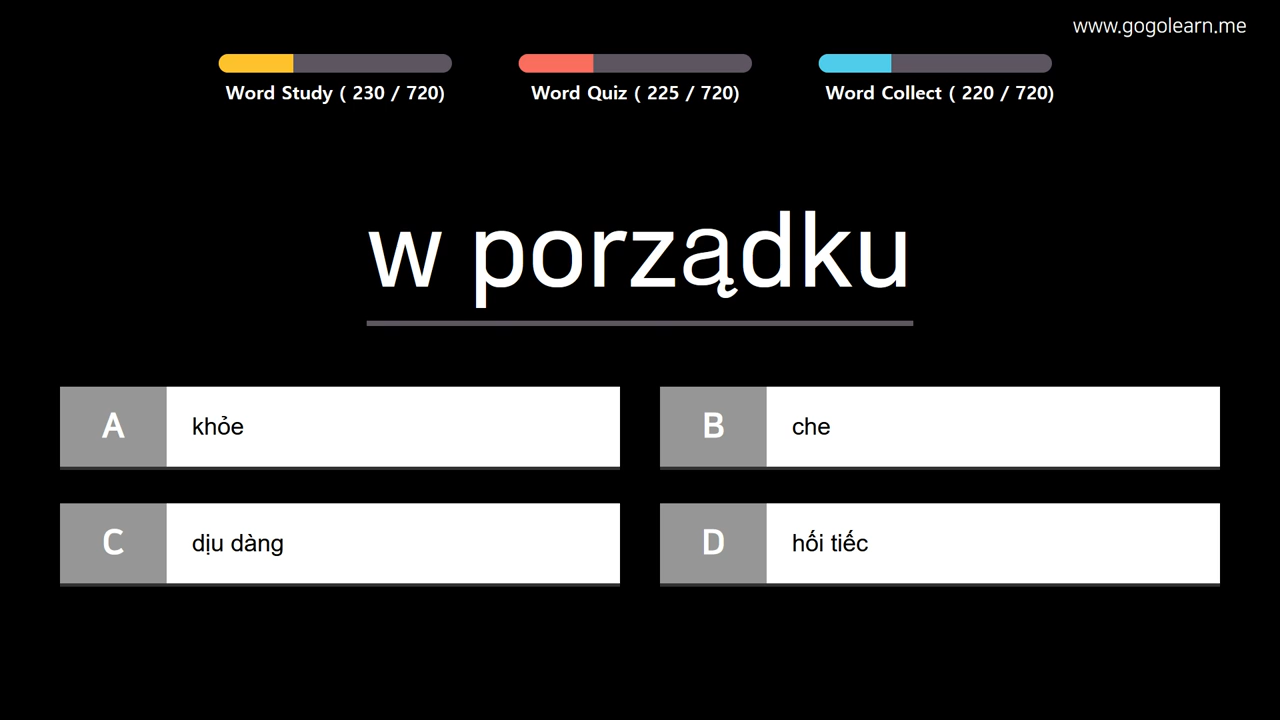 www.gogolearn.me
Word Study ( 230 / 720)
Word Quiz ( 225 / 720)
Word Collect ( 220 / 720)
w porządku
A khỏe
B che
C dịu dàng
D hối tiếc